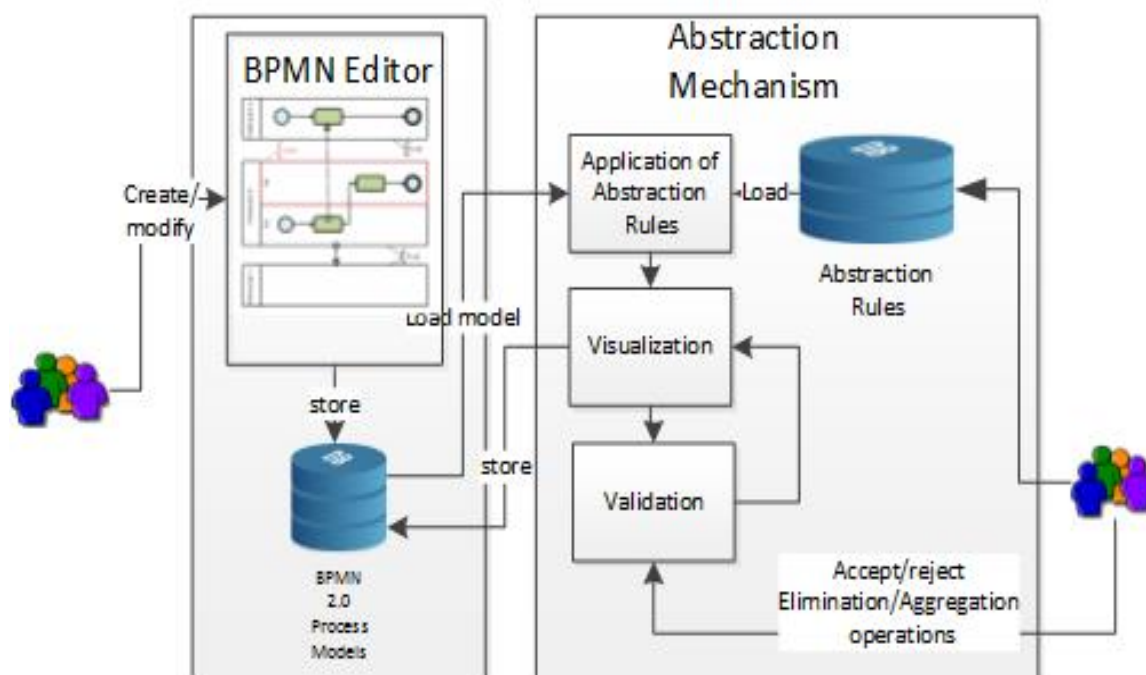 BPMN Editor
Create/
modify
Load model
store
store
BPMN
2.0
Process
Models
Abstraction
Mechanism
Application of
Abstraction
Rules
Load
Abstraction
Rules
Visualization
Validation
Accept/reject
Elimination/Aggregation
operations